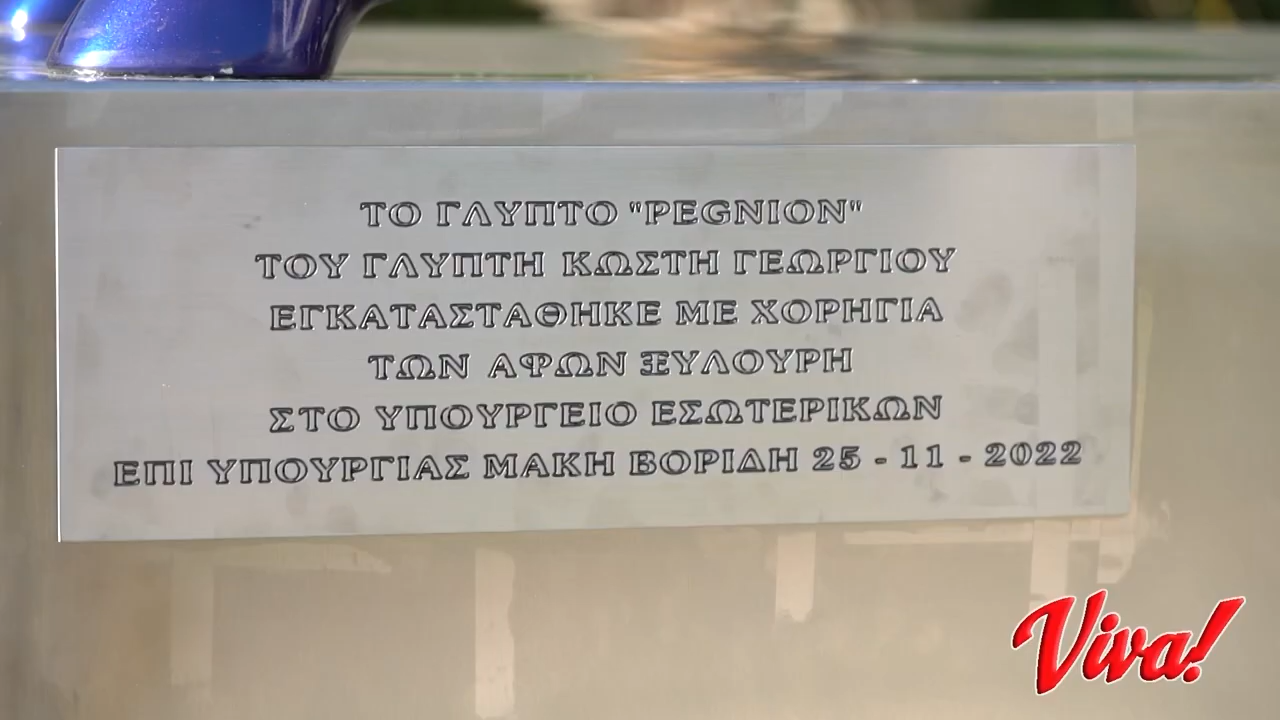 ΤΟ ΓΛΥΠΤΟ "PEGNION"
ΤΟΥ ΓΛΥΠΤΗ ΚΩΣΤΗ ΓΕΩΡΓΙΟΥ
ΕΓΚΑΤΑΣΤΑΘΗΚΕ ΜΕ ΧΟΡΗΓΙΑ
ΤΩΝ ΑΦΩΝ ΞΥΛΟΥΡΗ
ΣΤΟ ΥΠΟΥΡΓΕΙΟ ΕΣΩΤΕΡΙΚΩΝ
ΕΠΙ ΥΠΟΥΡΓΙΑΣ ΜΑΚΗ ΒΟΡΙΔΗ 25 - 11 - 2022
Viva!